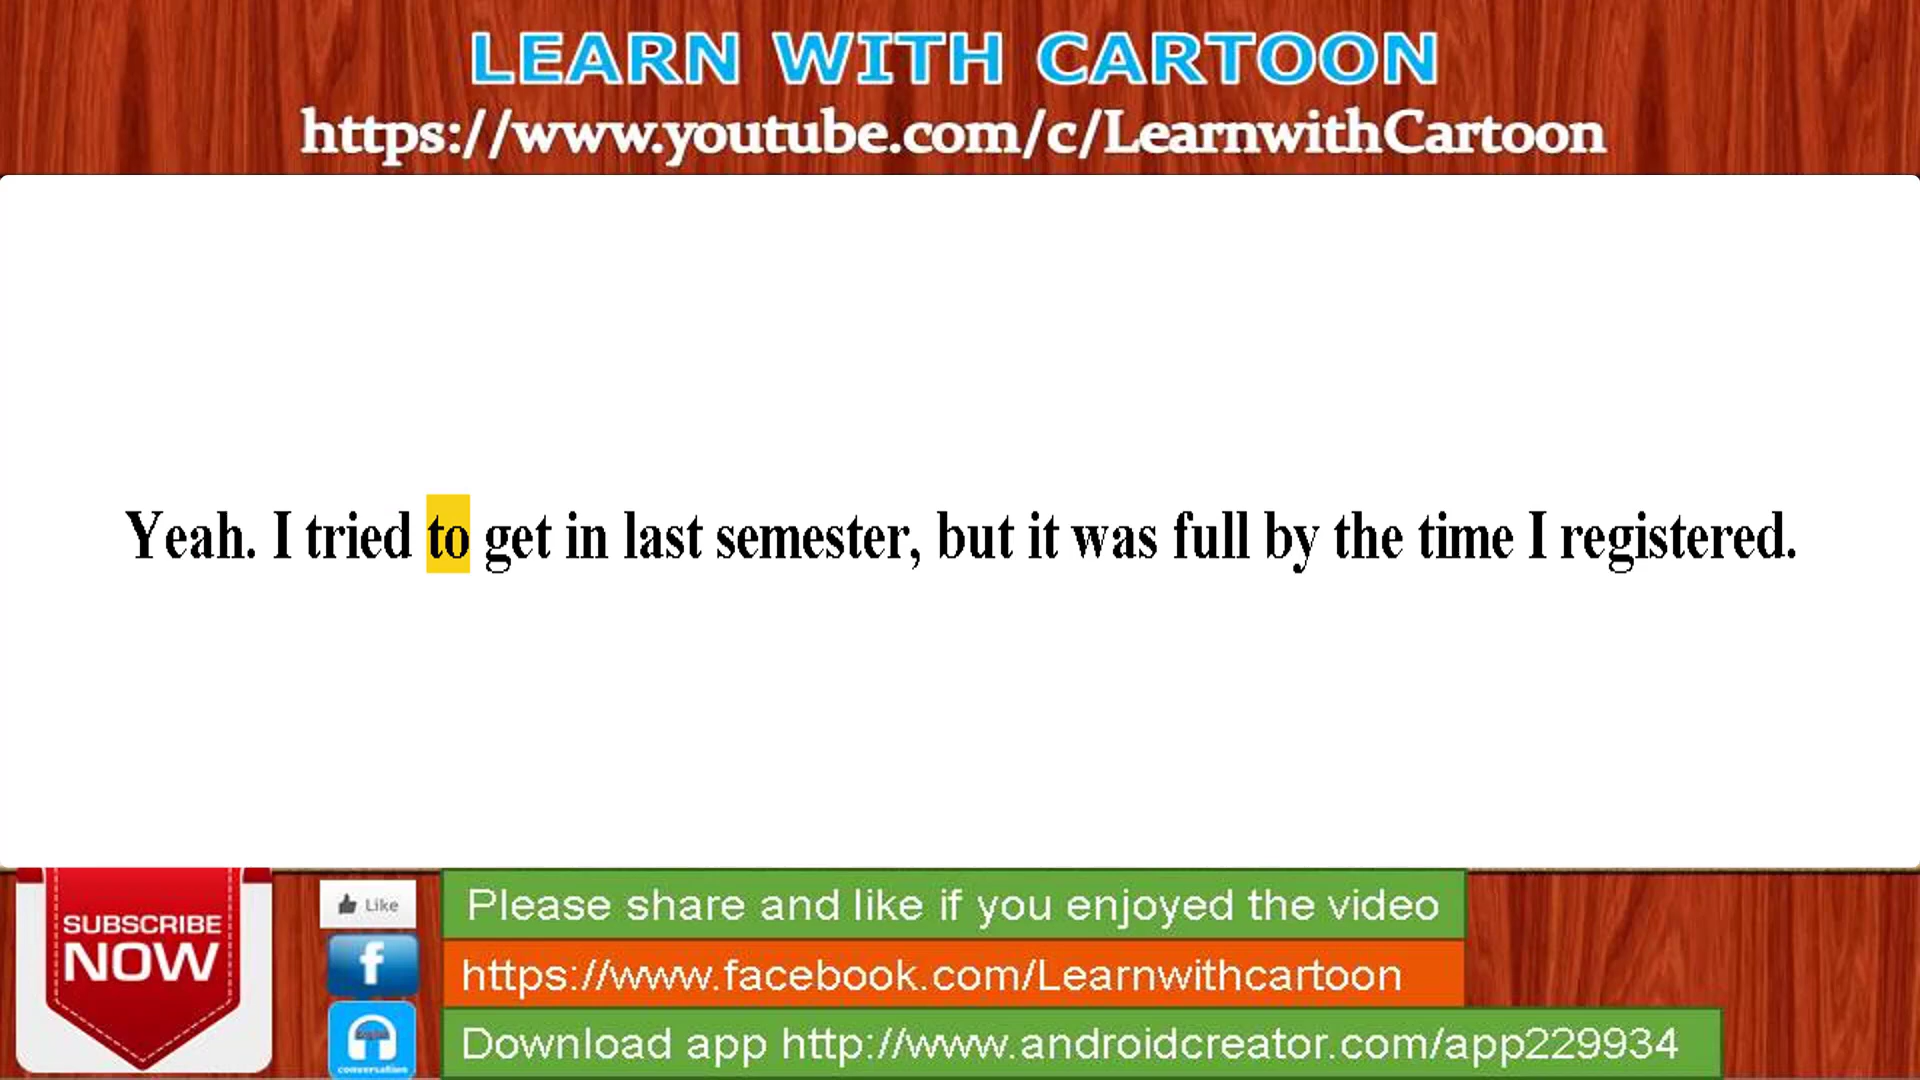 LEARN WITH CARTOON
https://www.youtube.com/c/LearnwithCartoon
Yeah. I tried to get in last semester, but it was full by the time I registered.
SUBSCRIBE
NOW
Like
f
Please share and like if you enjoyed the video
https://www.facebook.com/Learnwithcartoon
English
conversation
Download app http://www.androidcreator.com/app229934